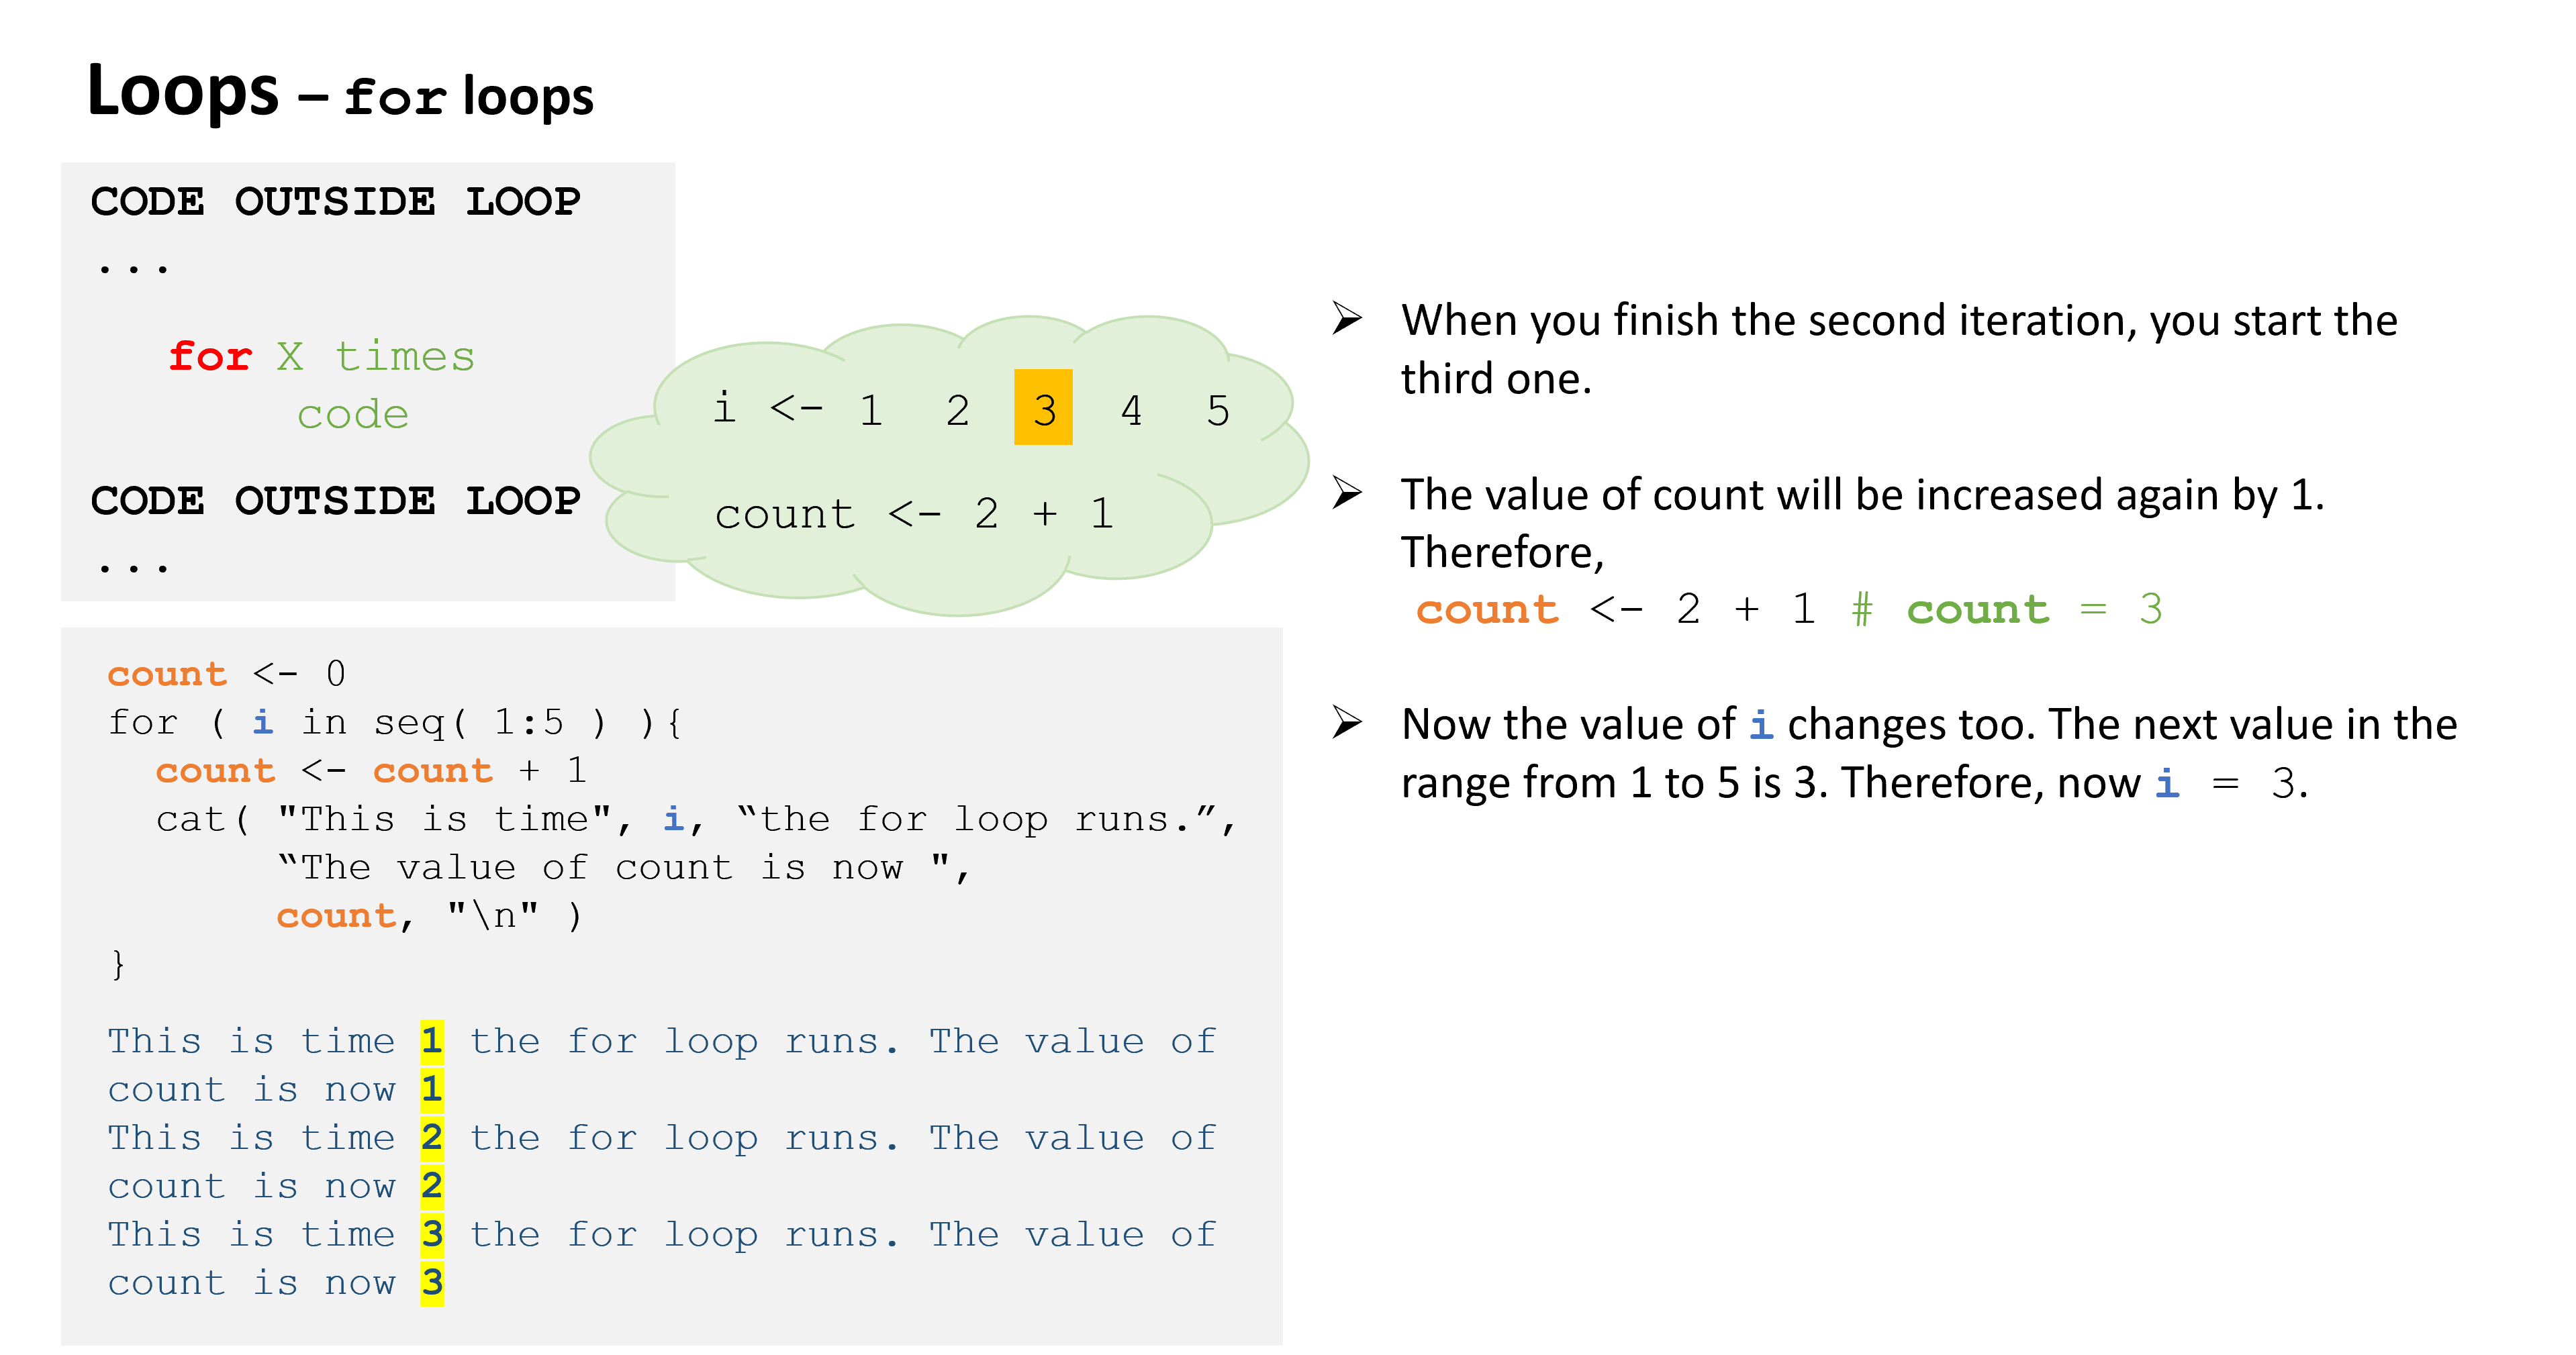 Loops – for loops
CODE OUTSIDE LOOP
...
for X times
code
CODE OUTSIDE LOOP
...
i <- 1 2 3 4 5
count <- 2 + 1
count <- 0
for ( i in seq( 1:5 ) ){
count <- count + 1
cat( "This is time", i, “the for loop runs.”,
“The value of count is now ",
count, "\n" )
}
This is time 1 the for loop runs. The value of
count is now 1
This is time 2 the for loop runs. The value of
count is now 2
This is time 3 the for loop runs. The value of
count is now 3
➢ When you finish the second iteration, you start the
third one.
➢ The value of count will be increased again by 1.
Therefore,
count <- 2 + 1 # count = 3
➢ Now the value of i changes too. The next value in the
range from 1 to 5 is 3. Therefore, now i = 3.